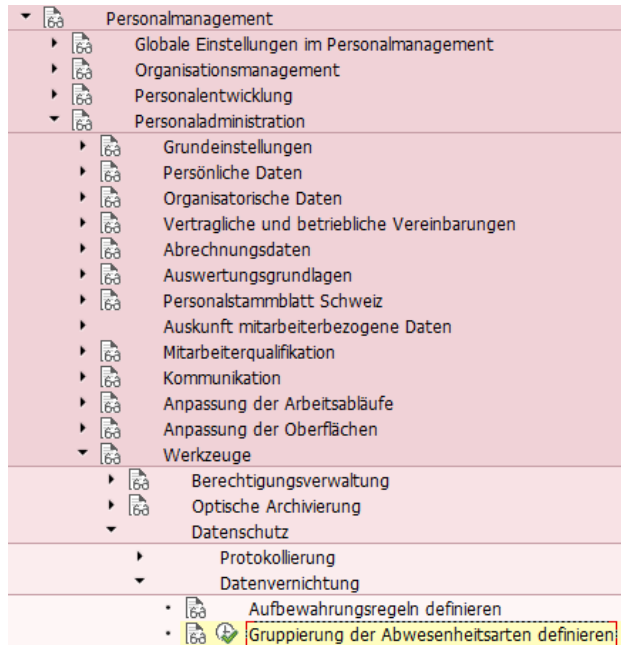 Personalmanagement
Globale Einstellungen im Personalmanagement
Organisationsmanagement
Personalentwicklung
Personaladministration
Grundeinstellungen
Persönliche Daten
Organisatorische Daten
Vertragliche und betriebliche Vereinbarungen
Abrechnungsdaten
Auswertungsgrundlagen
Personalstammblatt Schweiz
Auskunft mitarbeiterbezogene Daten
Mitarbeiterqualifikation
Kommunikation
Anpassung der Arbeitsabläufe
Anpassung der Oberflächen
Werkzeuge
Berechtigungsverwaltung
Optische Archivierung
Datenschutz
Protokollierung
Datenvernichtung
Aufbewahrungsregeln definieren
Gruppierung der Abwesenheitsarten definieren